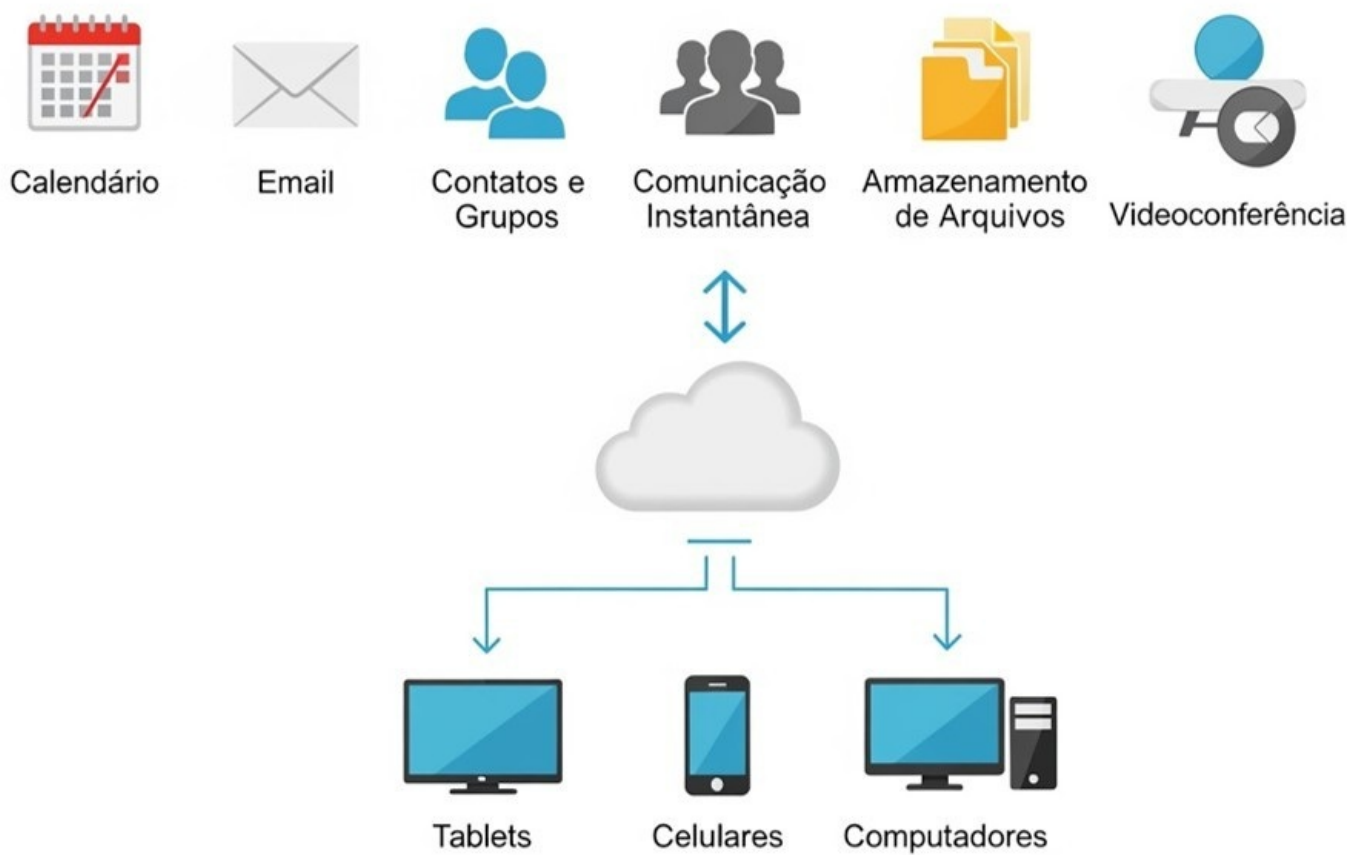 Calendário
Email
Contatos e
Grupos
Comunicação
Instantânea
Armazenamento
de Arquivos
Videoconferência
Tablets
Celulares
Computadores